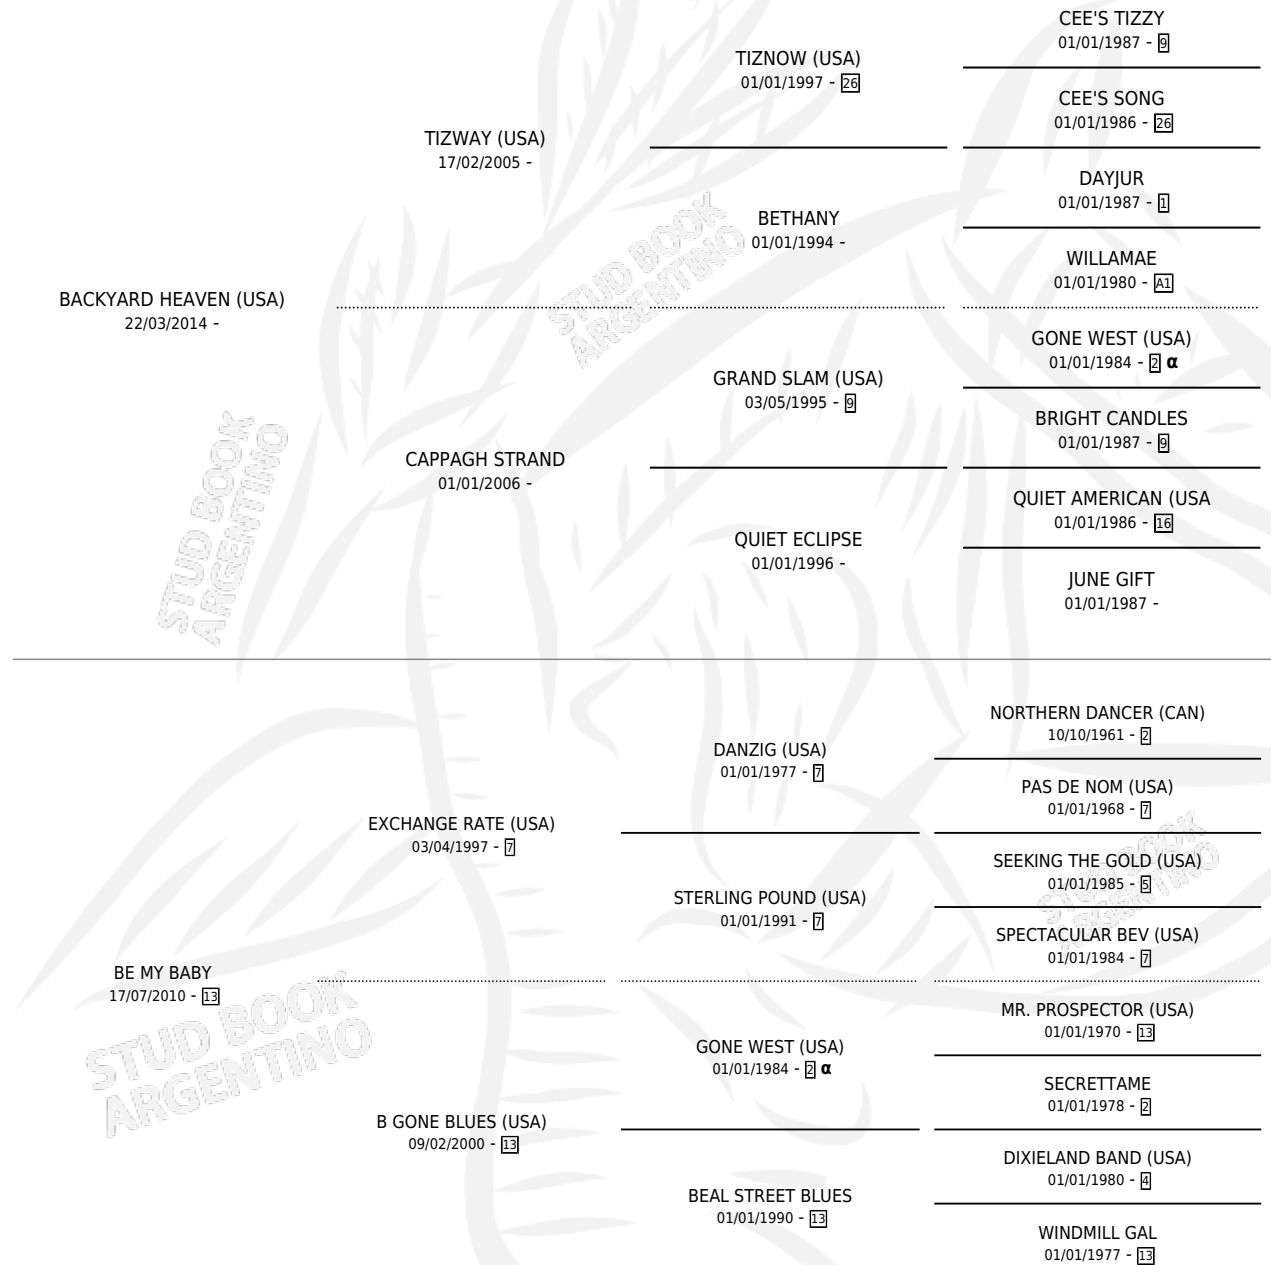 CEE'S TIZZY
01/01/1987 - 9
TIZNOW (USA)
01/01/1997 - 26
CEE'S SONG
01/01/1986 - 26
TIZWAY (USA)
17/02/2005 -
DAYJUR
01/01/1987 - 1
BETHANY
01/01/1994 -
WILLAMAE
01/01/1980 - A1
BACKYARD HEAVEN (USA)
22/03/2014 -
GONE WEST (USA)
01/01/1984 - 2 α
GRAND SLAM (USA)
03/05/1995 - 9
BRIGHT CANDLES
01/01/1987 - 9
CAPPAGH STRAND
01/01/2006 -
QUIET AMERICAN (USA
01/01/1986 - 16
QUIET ECLIPSE
01/01/1996 -
JUNE GIFT
01/01/1987 -
NORTHERN DANCER (CAN)
10/10/1961 - 2
DANZIG (USA)
01/01/1977 - 7
PAS DE NOM (USA)
01/01/1968 - 7
EXCHANGE RATE (USA)
03/04/1997 - 7
SEEKING THE GOLD (USA)
01/01/1985 - 5
STERLING POUND (USA)
01/01/1991 - 7
SPECTACULAR BEV (USA)
01/01/1984 - 7
BE MY BABY
17/07/2010 - 13
MR. PROSPECTOR (USA)
01/01/1970 - 13
GONE WEST (USA)
01/01/1984 - 2 α
SECRETTAME
01/01/1978 - 2
B GONE BLUES (USA)
09/02/2000 - 13
DIXIELAND BAND (USA)
01/01/1980 - 4
BEAL STREET BLUES
01/01/1990 - 13
WINDMILL GAL
01/01/1977 - 13
STUD BOOK
ARGENTINO
STUD BOOK
ARGENTINO
STUD BOOK
ARGENTINO
STUD BOOK
ARGENTINO